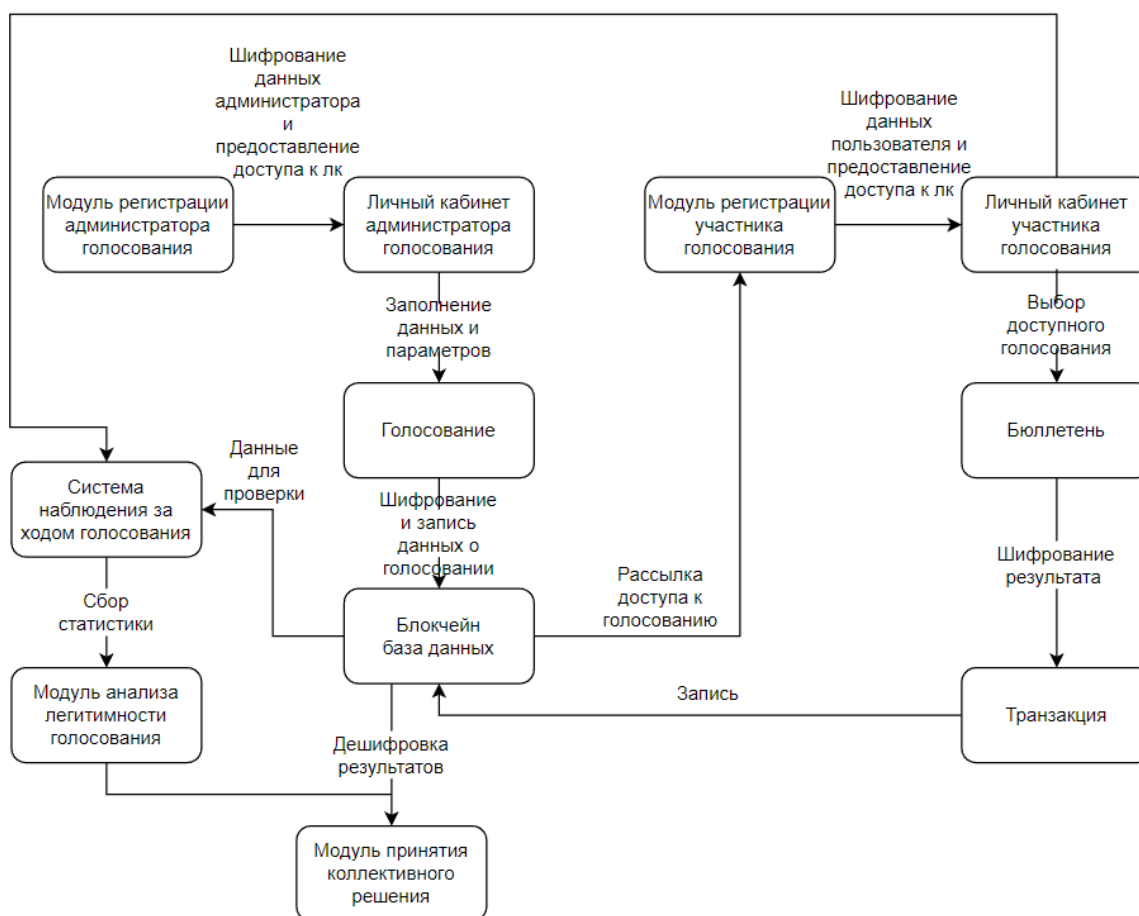 Шифрование
данных
администратора
и
предоставление
доступа к лк
Шифрование
данных
пользователя и
предоставление
доступа к лк
Модуль регистрации
администратора
голосования
Личный кабинет
администратора
голосования
Модуль регистрации
участника
голосования
Личный кабинет
участника
голосования
Заполнение
данных и
параметров
Выбор
доступного
голосования
Голосование
Бюллетень
Данные
для
проверки
Система
наблюдения за
ходом голосования
Шифрование
и запись
данных о
голосовании
Шифрование
результата
Рассылка
доступа к
голосованию
Сбор
статистики
Блокчейн
база данных
Модуль анализа
легитимности
голосования
Запись
Транзакция
Дешифровка
результатов
Модуль принятия
коллективного
решения